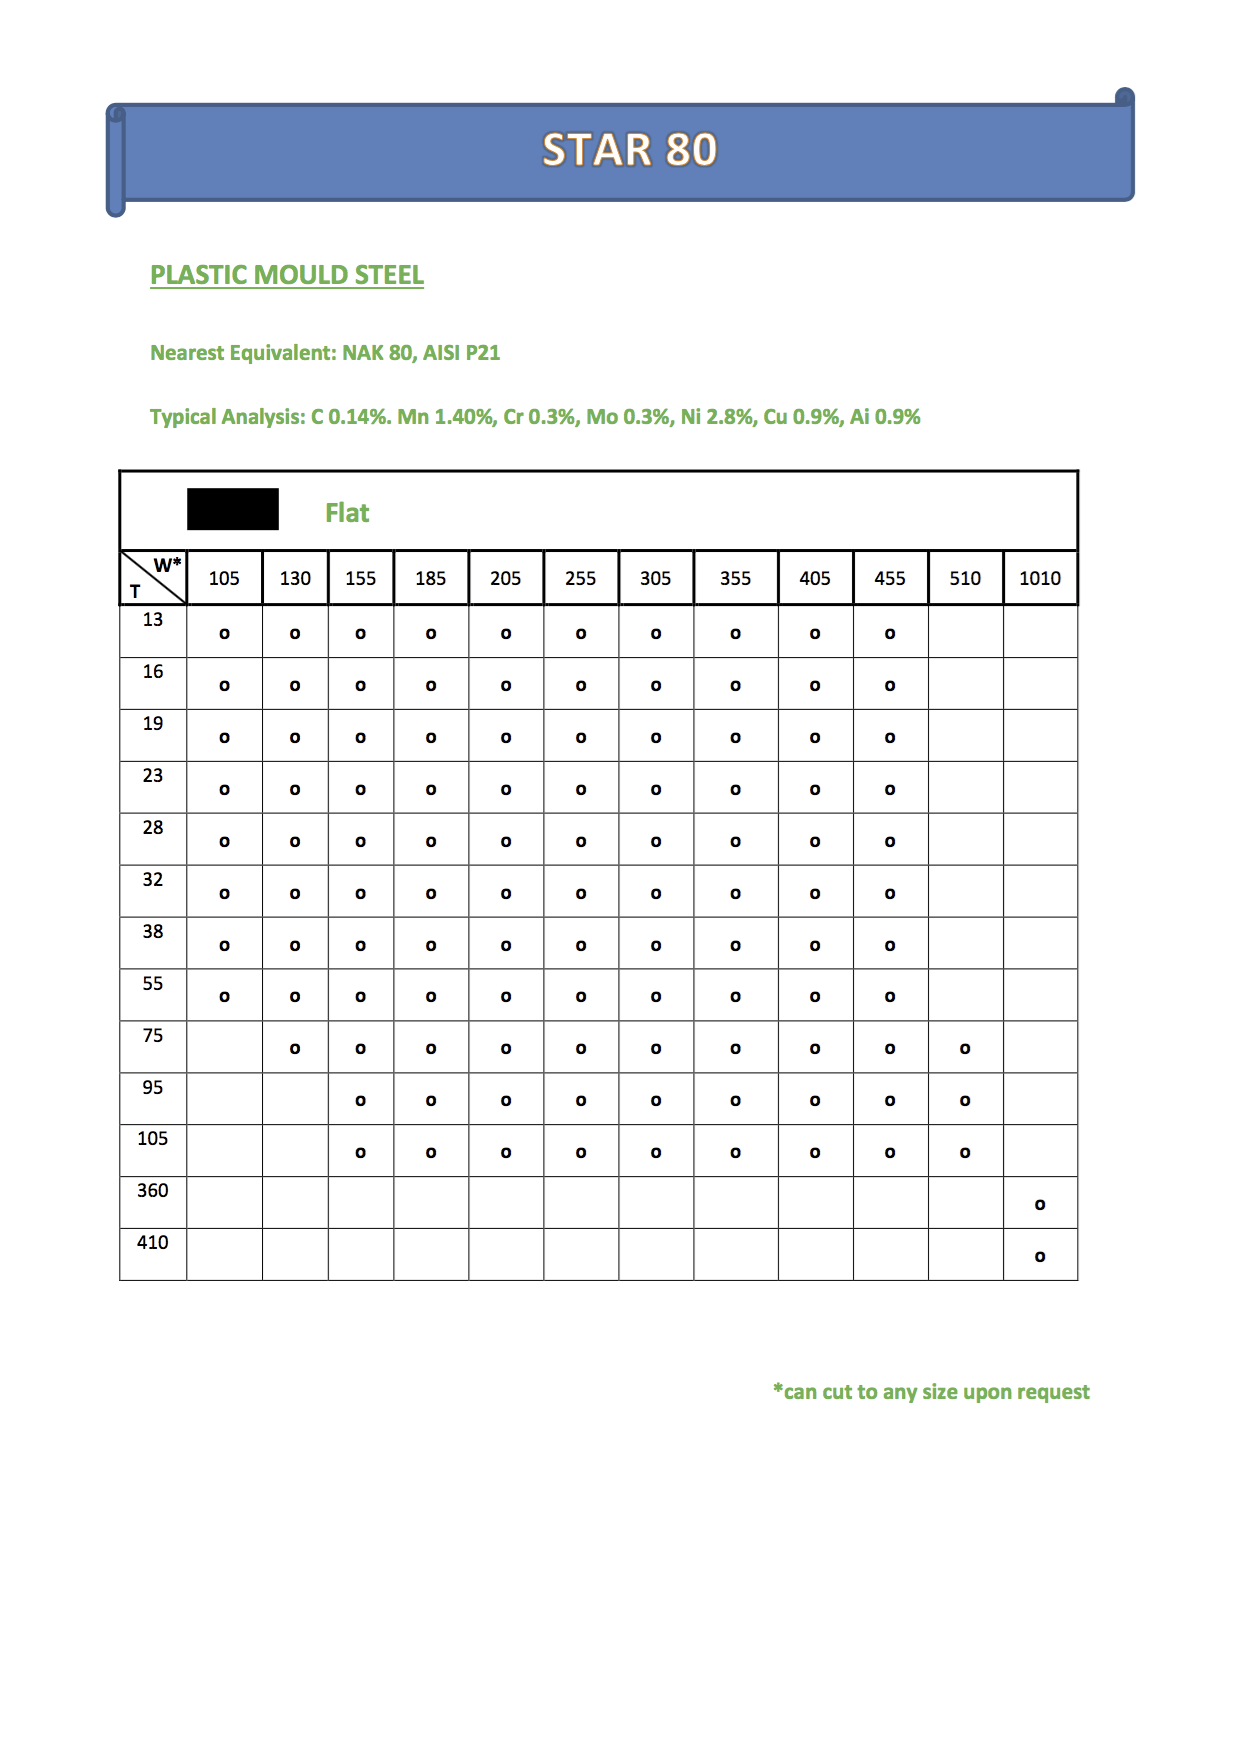 STAR 80
PLASTIC MOULD STEEL
Nearest Equivalent: NAK 80, AISI P21
Typical Analysis: C 0.14%. Mn 1.40%, Cr 0.3%, Mo 0.3%, Ni 2.8%, Cu 0.9%, Ai 0.9%
Flat
W*
T 105 130 155 185 205 255 305 355 405 455 510 1010
13 o o o o o o o o o o
16 o o o o o o o o o o
19 o o o o o o o o o o
23 o o o o o o o o o o
28 o o o o o o o o o o
32 o o o o o o o o o o
38 o o o o o o o o o o
55 o o o o o o o o o o
75 o o o o o o o o o o
95 o o o o o o o o o
105 o o o o o o o o o
360 o
410 o
*can cut to any size upon request